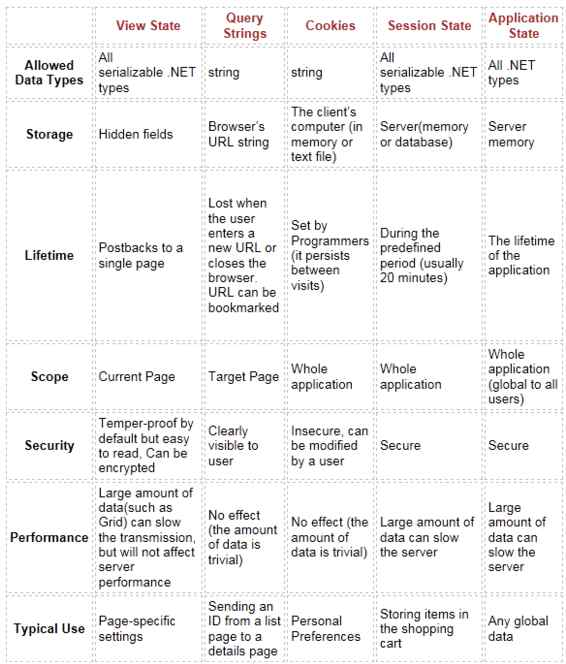 View State
Query
Strings
Cookies
Session State
Application
State
Allowed
Data Types
All
serializable .NET
types
string
string
All
serializable .NET
types
All .NET
types
Storage
Hidden fields
Browser's
URL string
The client's
computer (in
memory or
text file)
Server(memory
or database)
Server
memory
Lifetime
Postbacks to a
single page
Lost when
the user
enters a
new URL or
closes the
browser.
URL can be
bookmarked
Set by
Programmers
(it persists
between
visits)
During the
predefined
period (usually
20 minutes)
The lifetime
of the
application
Scope
Current Page
Target Page
Whole
application
Whole
application
Whole
application
(global to all
users)
Security
Temper-proof by
default but easy
to read, Can be
encrypted
Clearly
visible to
user
Insecure, can
be modified
by a user
Secure
Secure
Performance
Large amount of
data(such as
Grid) can slow
the transmission,
but will not affect
server
performance
No effect
(the amount
of data is
trivial)
No effect (the
amount of
data is trivial)
Large amount of
data can slow
the server
Large
amount of
data can
slow the
server
Typical Use
Page-specific
settings
Sending an
ID from a list
page to a
details page
Personal
Preferences
Storing items in
the shopping
cart
Any global
data